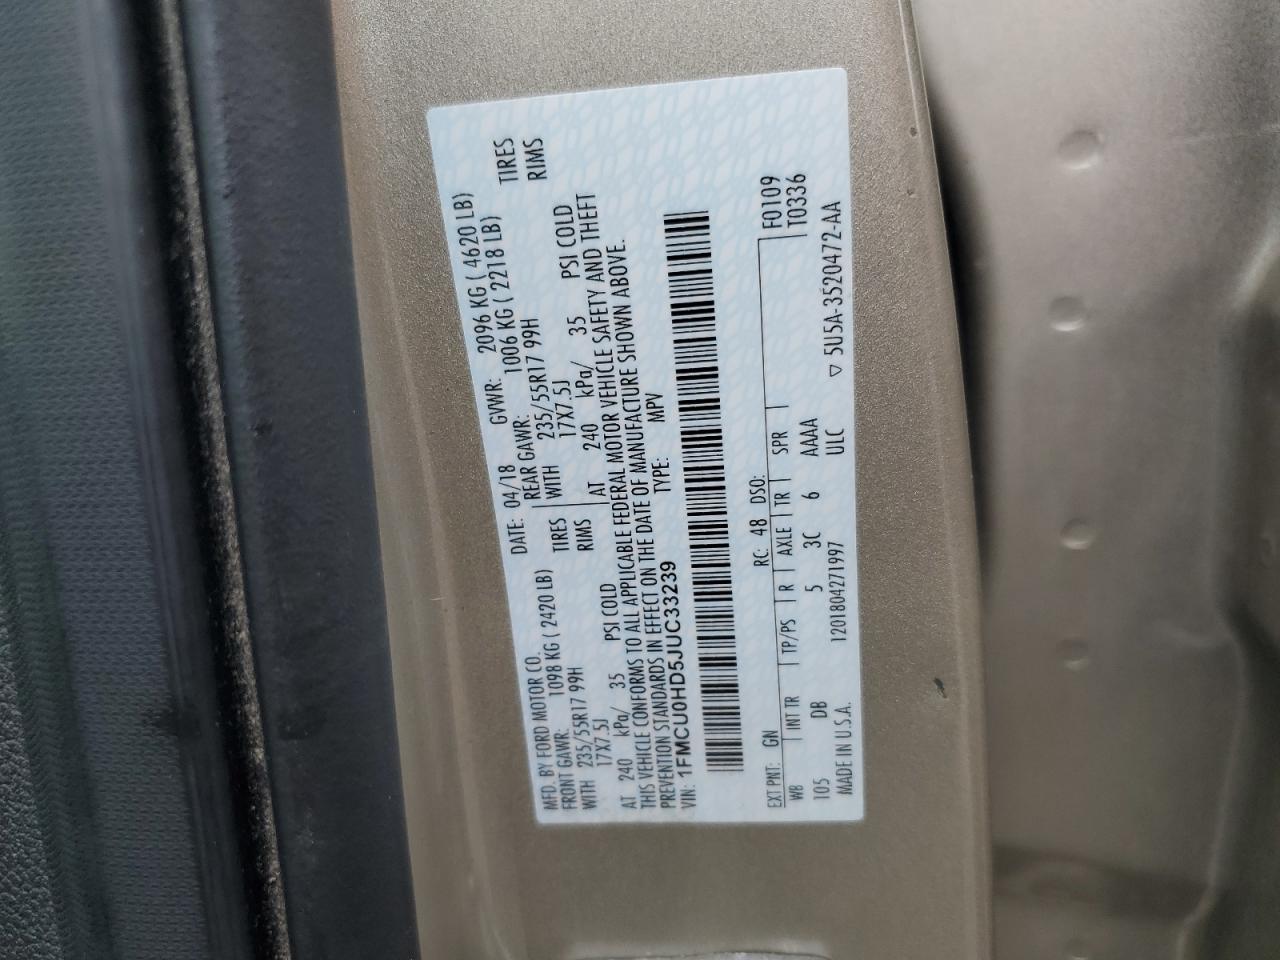 MFD. BY FORD MOTOR CO. DATE: 04/18 GVWR: 2096 KG ( 4620 LB)
FRONT GAWR: 1098 KG ( 2420 LB) REAR GAWR: 1006 KG ( 2218 LB)
WITH 235/55R17 99H TIRES WITH 235/55R17 99H TIRES
17X7.5J RIMS 17X7.5J RIMS
AT 240 kPa/ 35 PSI COLD AT 240 kPa/ 35 PSI COLD
THIS VEHICLE CONFORMS TO ALL APPLICABLE FEDERAL MOTOR VEHICLE SAFETY AND THEFT
PREVENTION STANDARDS IN EFFECT ON THE DATE OF MANUFACTURE SHOWN ABOVE.
VIN: 1FMCU0HD5JUC33239 TYPE: MPV
EXT PNT: GN RC: 48 DSO: F0109
WB INT TR TP/PS R AXLE TR SPR T0336
105 DB 5 3C 6 AAAA
MADE IN U.S.A. 120180427 1997 ULC ▽ 5U5A-3520472-AA